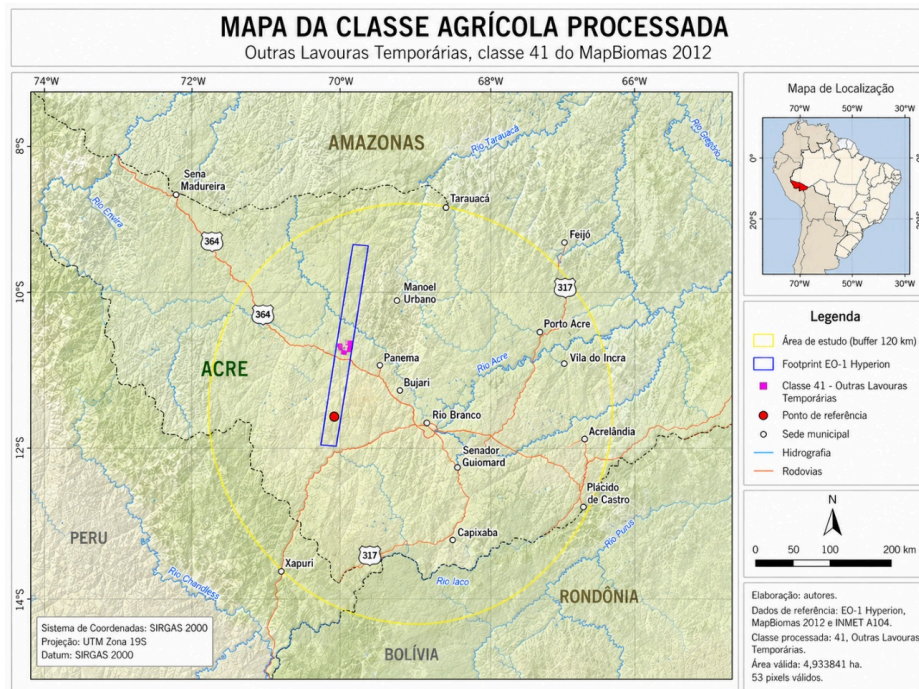 MAPA DA CLASSE AGRÍCOLA PROCESSADA
Outras Lavouras Temporárias, classe 41 do MapBiomas 2012
74°W
72°W
70°W
68°W
66°W
8°S
10°S
12°S
14°S
AMAZONAS
Rio Tarauacá
Rio Gregório
Sena
Madureira
Rio Envira
Tarauacá
364
Feijó
Manoel
Urbano
317
364
Porto Acre
ACRE
Panema
Rio Acre
Vila do Incra
Bujari
Rio Branco
Acrelândia
Senador
Guiomard
Plácido
de Castro
PERU
Capixaba
Rio Purus
317
Xapuri
Rio Chandless
Rio Iaco
RONDÔNIA
BOLÍVIA
Sistema de Coordenadas: SIRGAS 2000
Projeção: UTM Zona 19S
Datum: SIRGAS 2000
Mapa de Localização
70°W
50°W
30°W
0°
20°S
0°
20°S
Legenda
Área de estudo (buffer 120 km)
Footprint EO-1 Hyperion
Classe 41 - Outras Lavouras
Temporárias
Ponto de referência
Sede municipal
Hidrografia
Rodovias
N
0 50 100 200 km
Elaboração: autores.
Dados de referência: EO-1 Hyperion,
MapBiomas 2012 e INMET A104.
Classe processada: 41, Outras Lavouras
Temporárias.
Área válida: 4,933841 ha.
53 pixels válidos.